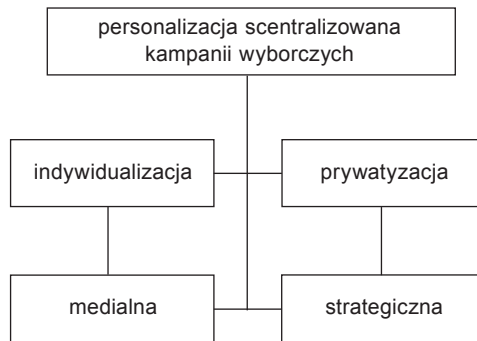 personalizacja scentralizowana
kampanii wyborczych
indywidualizacja
prywatyzacja
medialna
strategiczna